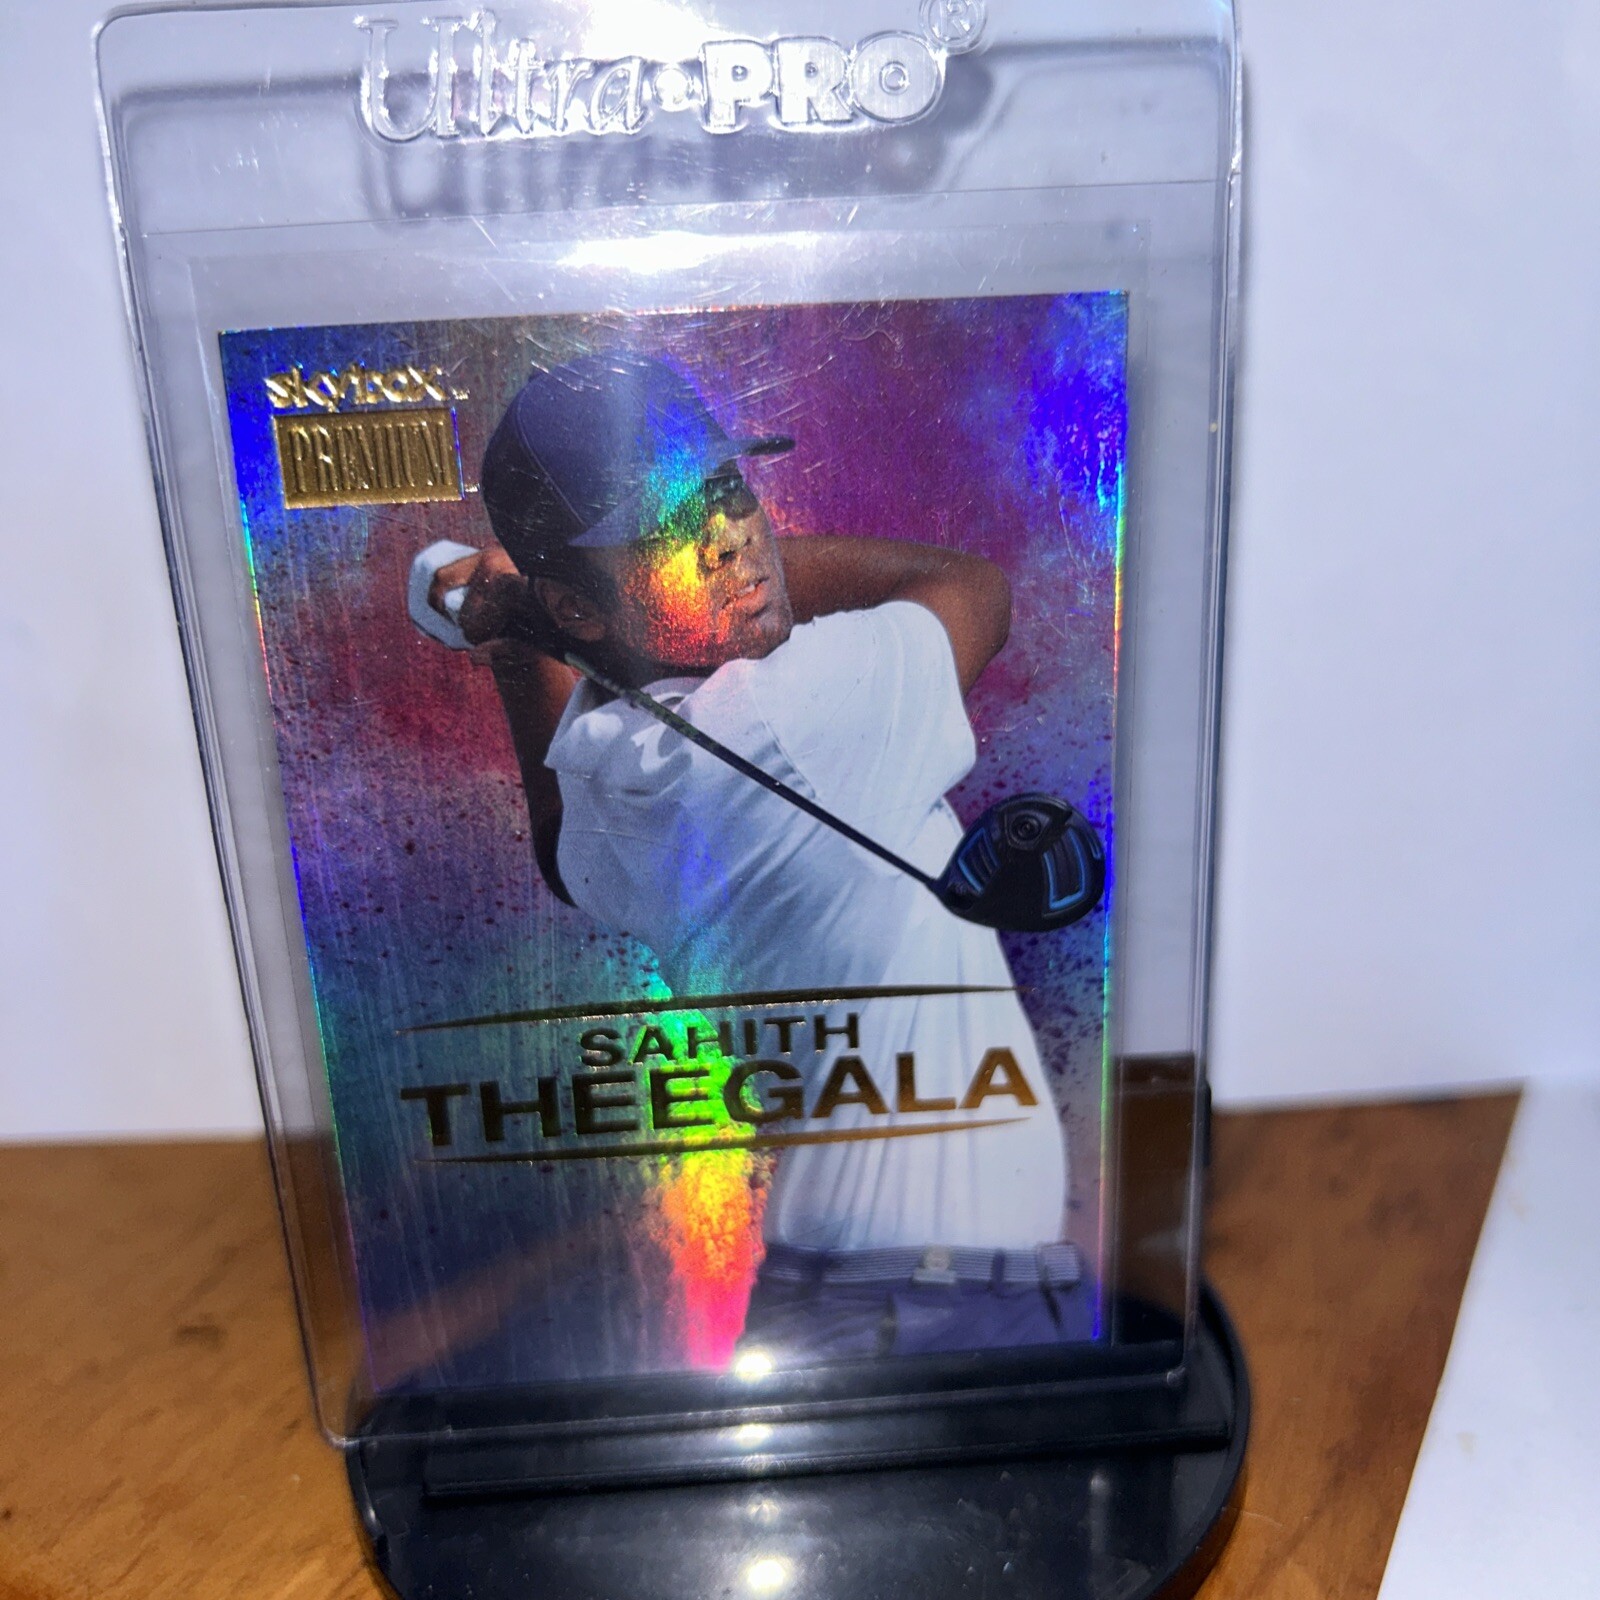 Ultra·PRO®
skybox
PREMIUM
SAHITH
THEEGALA